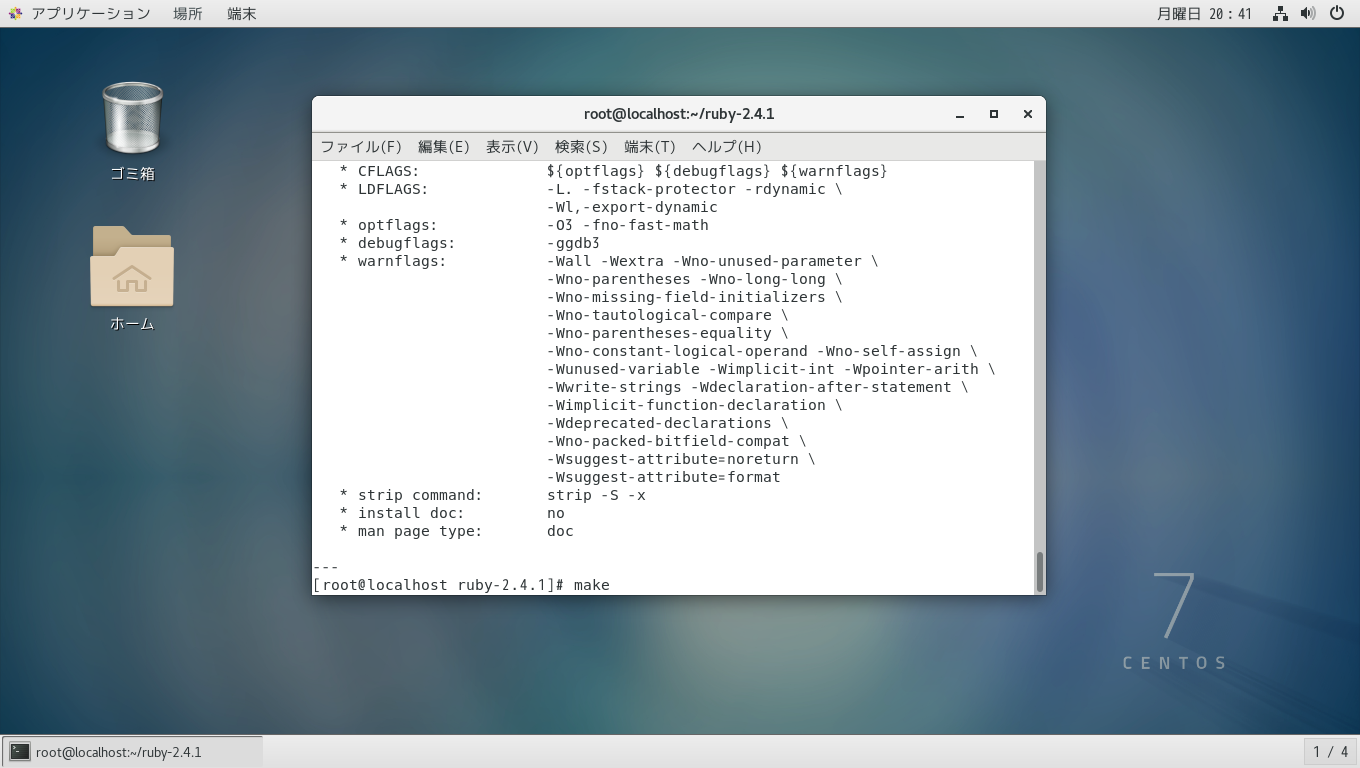 アプリケーション 場所 端末 月曜日 20：41
ゴミ箱
ホーム
root@localhost:~/ruby-2.4.1
ファイル(F) 編集(E) 表示(V) 検索(S) 端末(T) ヘルプ(H)
* CFLAGS: ${optflags} ${debugflags} ${warnflags}
* LDFLAGS: -L. -fstack-protector -rdynamic \
-Wl,-export-dynamic
* optflags: -O3 -fno-fast-math
* debugflags: -ggdb3
* warnflags: -Wall -Wextra -Wno-unused-parameter \
-Wno-parentheses -Wno-long-long \
-Wno-missing-field-initializers \
-Wno-tautological-compare \
-Wno-parentheses-equality \
-Wno-constant-logical-operand -Wno-self-assign \
-Wunused-variable -Wimplicit-int -Wpointer-arith \
-Wwrite-strings -Wdeclaration-after-statement \
-Wimplicit-function-declaration \
-Wdeprecated-declarations \
-Wno-packed-bitfield-compat \
-Wsuggest-attribute=noreturn \
-Wsuggest-attribute=format
* strip command: strip -S -x
* install doc: no
* man page type: doc
---
[root@localhost ruby-2.4.1]# make
7
CENTOS
root@localhost:~/ruby-2.4.1
1 / 4